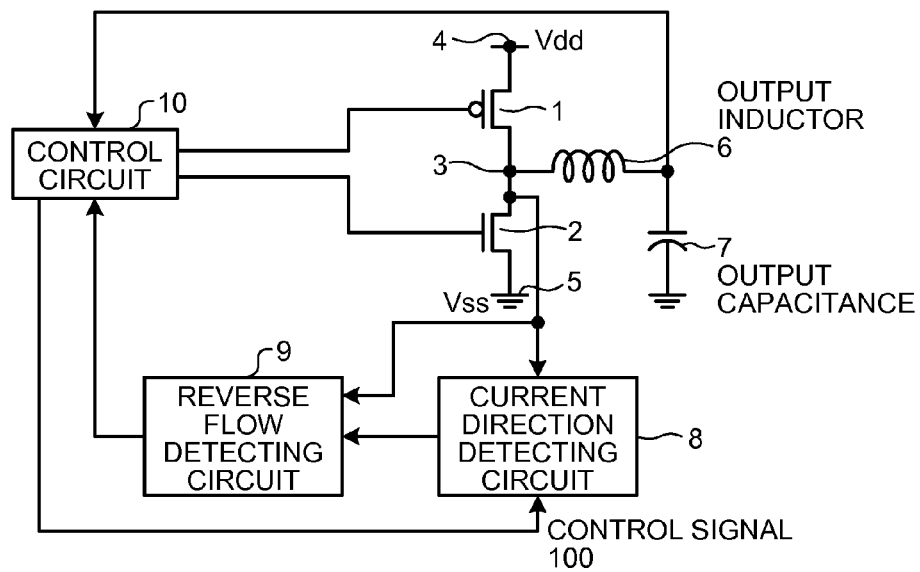 4
Vdd
10
1
OUTPUT
INDUCTOR
6
CONTROL
CIRCUIT
3
2
7
5
Vss
OUTPUT
CAPACITANCE
9
REVERSE
FLOW
DETECTING
CIRCUIT
CURRENT
DIRECTION
DETECTING
CIRCUIT
8
CONTROL SIGNAL
100